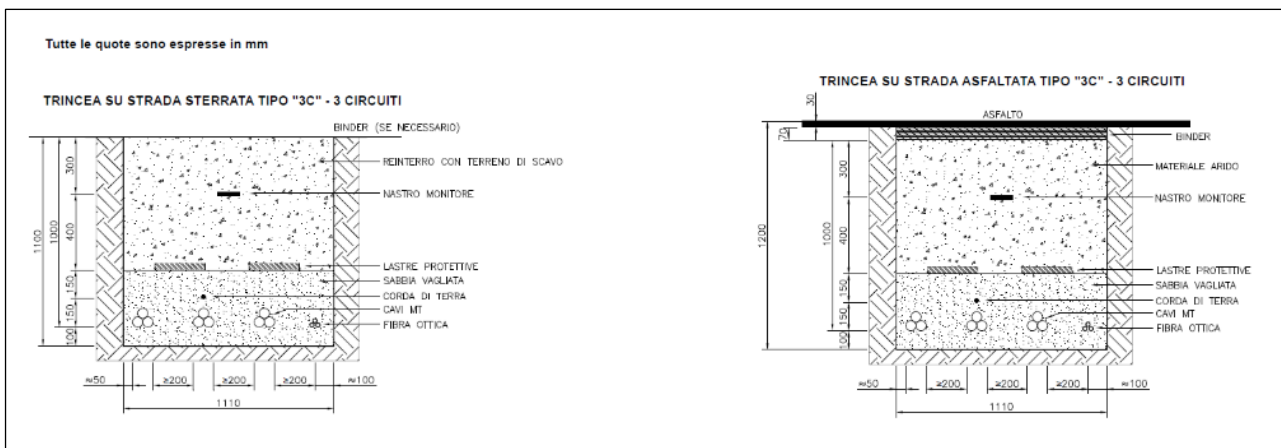 Tutte le quote sono espresse in mm
TRINCEA SU STRADA STERRATA TIPO "3C" - 3 CIRCUITI
BINDER (SE NECESSARIO)
REINTERRO CON TERRENO DI SCAVO
NASTRO MONITORE
LASTRE PROTETTIVE
SABBIA VAGLIATA
CORDA DI TERRA
CAVI MT
FIBRA OTTICA
1100
1000
300
400
150
150
100
≈50
≥200
≥200
≥200
≈100
1110
TRINCEA SU STRADA ASFALTATA TIPO "3C" - 3 CIRCUITI
30
ASFALTO
70
BINDER
MATERIALE ARIDO
NASTRO MONITORE
LASTRE PROTETTIVE
SABBIA VAGLIATA
CORDA DI TERRA
CAVI MT
FIBRA OTTICA
1200
1000
300
400
150
150
100
≈50
≥200
≥200
≥200
≈100
1110